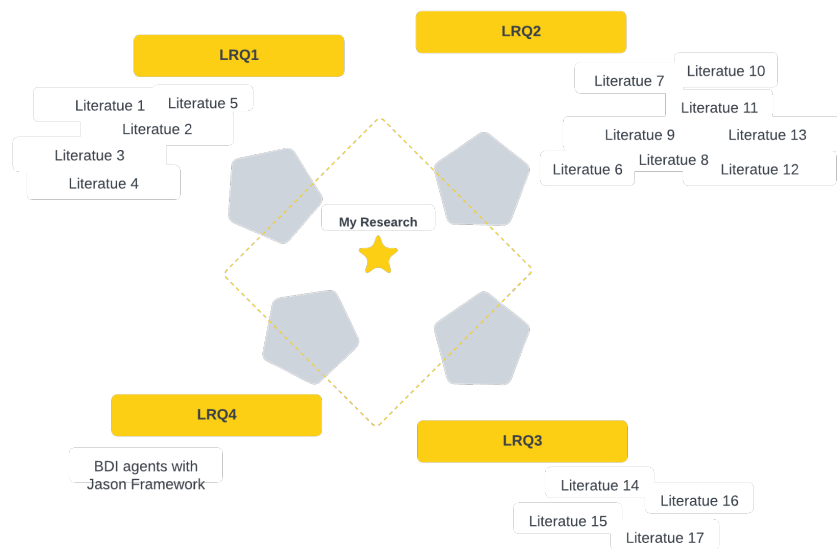 LRQ1
Literatue 1
Literatue 5
Literatue 2
Literatue 3
Literatue 4
LRQ2
Literatue 7
Literatue 10
Literatue 11
Literatue 9
Literatue 13
Literatue 6
Literatue 8
Literatue 12
My Research
LRQ4
BDI agents with
Jason Framework
LRQ3
Literatue 14
Literatue 16
Literatue 15
Literatue 17